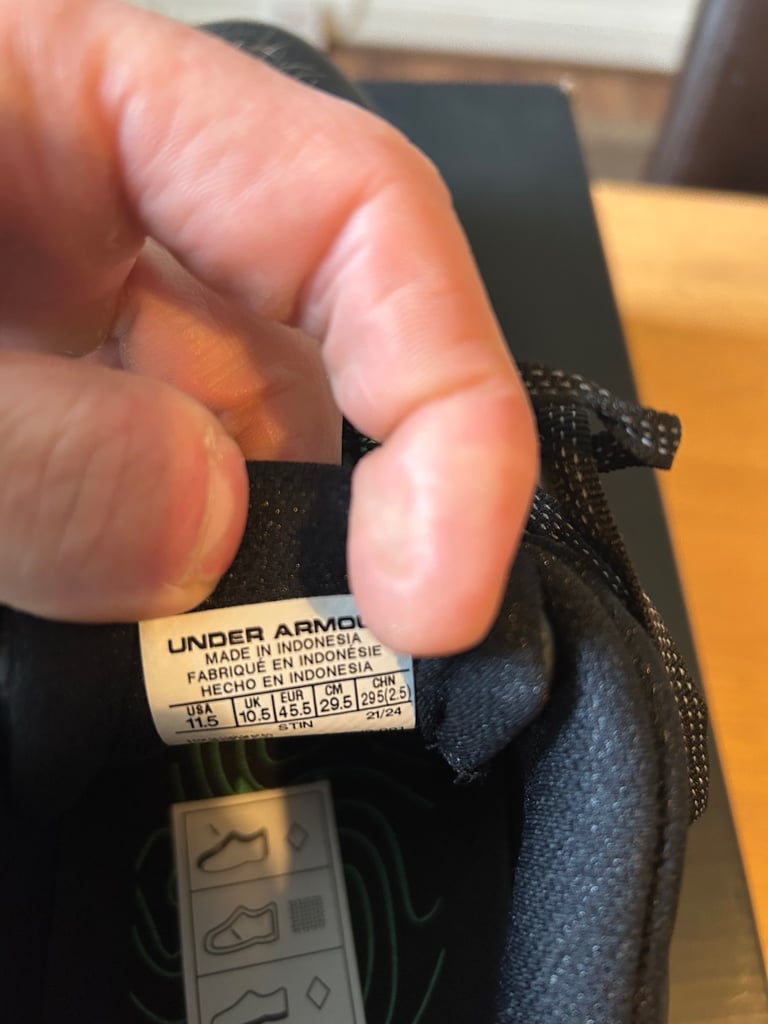 UNDER ARMOU
MADE IN INDONESIA
FABRIQUÉ EN INDONÉSIE
HECHO EN INDONESIA
USA UK EUR CM CHN
11.5 10.5 45.5 29.5 295(2.5)
STIN 21/24